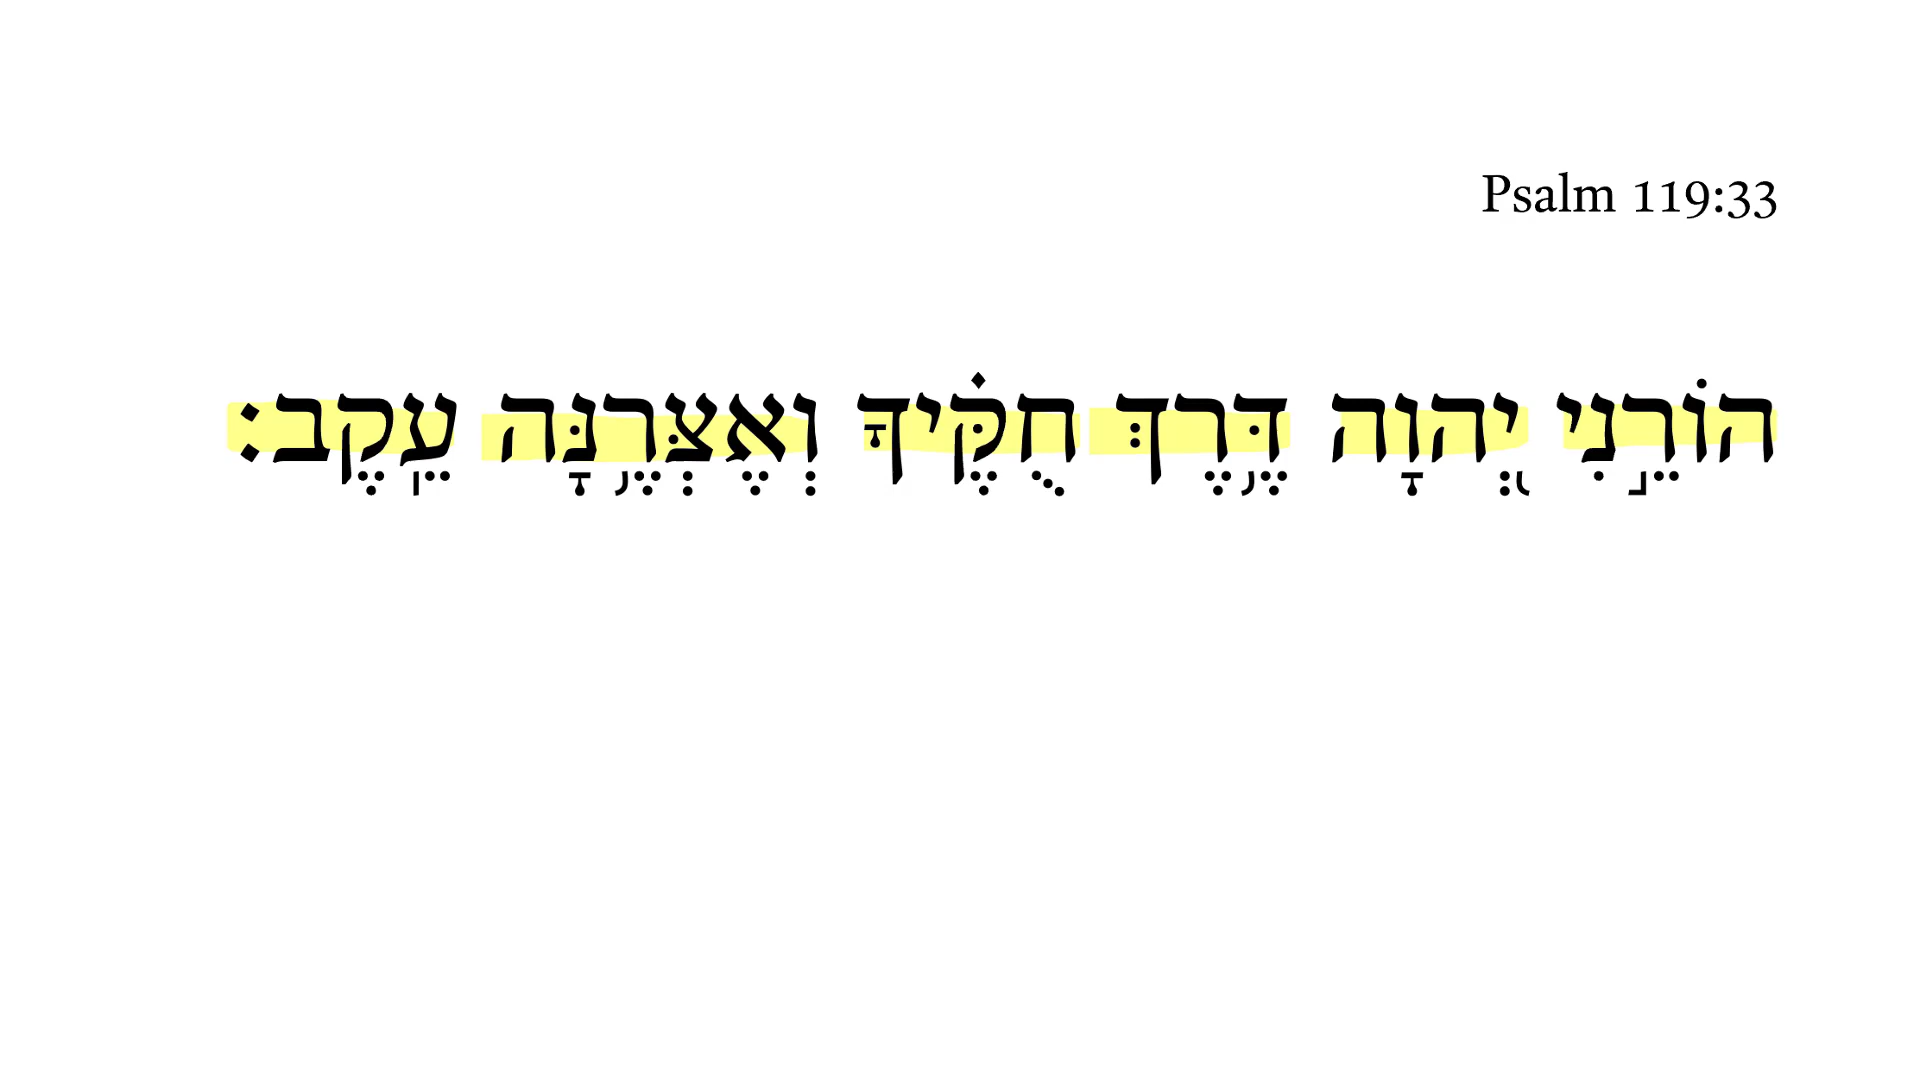 Psalm 119:33
הוֹרֵ֣נִי יְ֭הוָה דֶּ֥רֶךְ חֻקֶּ֗יךָ וְאֶצְּרֶ֥נָּה עֵֽקֶב׃